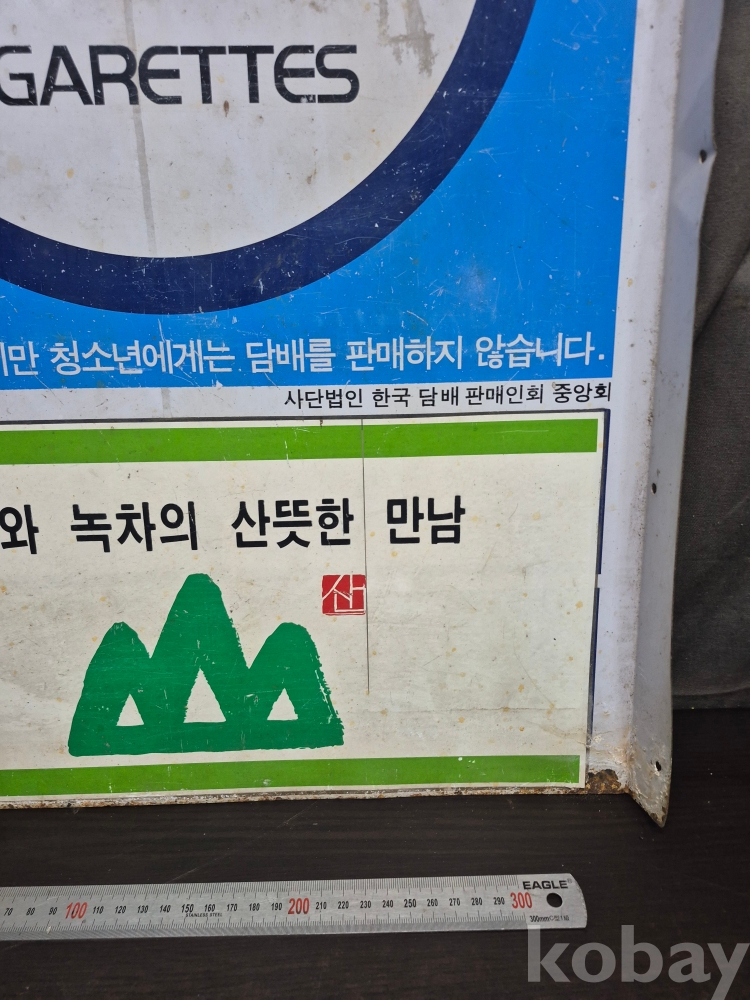 GARETTES
만 청소년에게는 담배를 판매하지 않습니다.
사단법인 한국 담배 판매인회 중앙회
와 녹차의 산뜻한 만남
산
EAGLE
70 80 90 100 110 120 130 140 150 160 170 180 190 200 210 220 230 240 250 260 270 280 290 300
STAINLESS STEEL
kobay